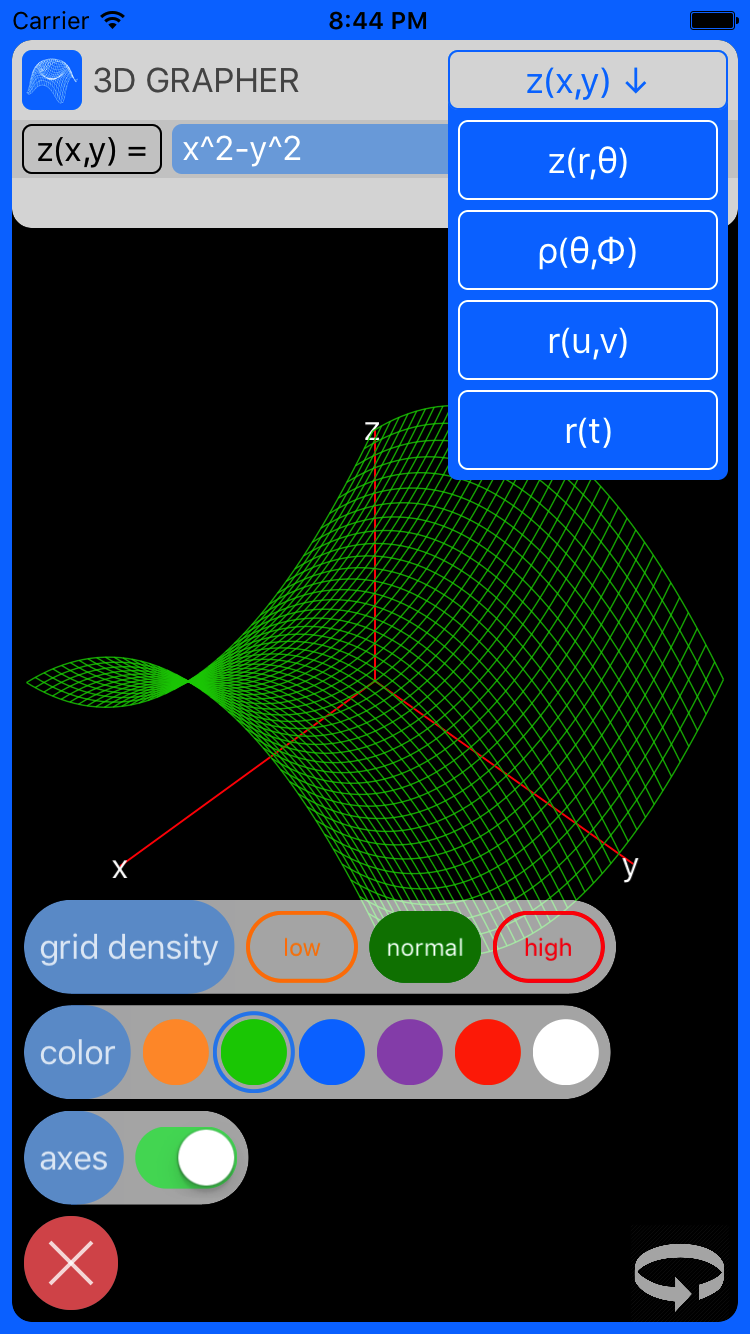 Carrier 8:44 PM
3D GRAPHER
z(x,y) ↓
z(x,y) = x^2-y^2
z(r,θ)
ρ(θ,Φ)
r(u,v)
r(t)
z
x
y
grid density low normal high
color
axes